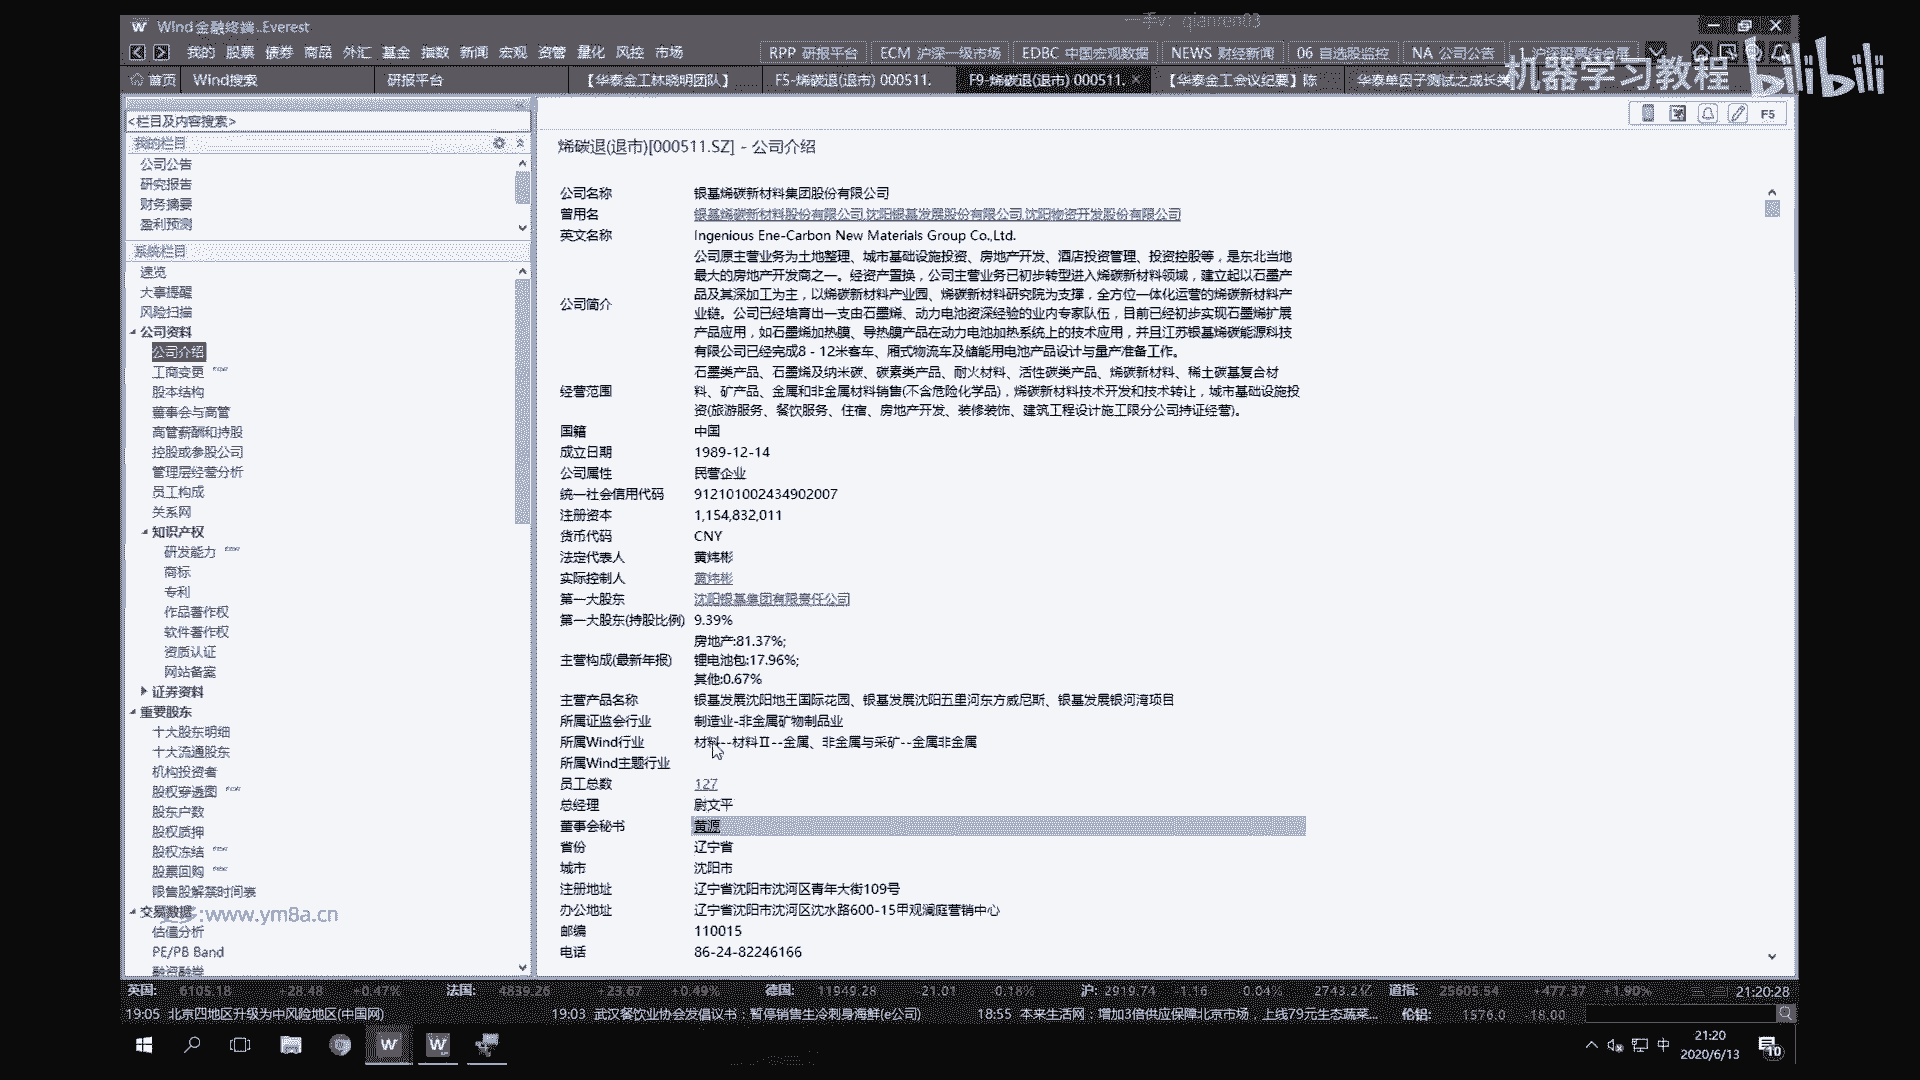 一手v：qianren03
Wind金融终端..Everest
我的 股票 债券 商品 外汇 基金 指数 新闻 宏观 资管 量化 风控 市场
RPP 研报平台 ECM 沪深一级市场 EDBC 中国宏观数据 NEWS 财经新闻 06 自选股监控 NA 公司公告 1 沪深股票综合屏
机器学习教程 bilibili
首页 Wind搜索 研报平台 【华泰金工林晓明团队】 F5-烯碳退(退市) 000511. F9-烯碳退(退市) 000511. 【华泰金工会议纪要】陈 华泰单因子测试之成长类
<栏目及内容搜索>
我的栏目
公司公告
研究报告
财务摘要
盈利预测
系统栏目
速览
大事提醒
风险扫描
公司资料
公司介绍
工商变更
股本结构
董事会与高管
高管薪酬和持股
控股或参股公司
管理层经营分析
员工构成
关系网
知识产权
研发能力
商标
专利
作品著作权
软件著作权
资质认证
网站备案
证券资料
重要股东
十大股东明细
十大流通股东
机构投资者
股权穿透图
股东户数
股权质押
股权冻结
股票回购
限售股解禁时间表
交易数据
:www.ym8a.cn
估值分析
PE/PB Band
融资融券
F5
烯碳退(退市)[000511.SZ] - 公司介绍
公司名称 银基烯碳新材料集团股份有限公司
曾用名 银基烯碳新材料股份有限公司,沈阳银基发展股份有限公司,沈阳物资开发股份有限公司
英文名称 Ingenious Ene-Carbon New Materials Group Co.,Ltd.
公司简介 公司原主营业务为土地整理、城市基础设施投资、房地产开发、酒店投资管理、投资控股等，是东北当地
最大的房地产开发商之一。经资产置换，公司主营业务已初步转型进入烯碳新材料领域，建立起以石墨产
品及其深加工为主，以烯碳新材料产业园、烯碳新材料研究院为支撑，全方位一体化运营的烯碳新材料产
业链。公司已经培育出一支由石墨烯、动力电池资深经验的业内专家队伍，目前已经初步实现石墨烯扩展
产品应用，如石墨烯加热膜、导热膜产品在动力电池加热系统上的技术应用，并且江苏银基烯碳能源科技
有限公司已经完成8－12米客车、厢式物流车及储能用电池产品设计与量产准备工作。
经营范围 石墨类产品、石墨烯及纳米碳、碳素类产品、耐火材料、活性碳类产品、烯碳新材料、稀土碳基复合材
料、矿产品、金属和非金属材料销售(不含危险化学品)，烯碳新材料技术开发和技术转让，城市基础设施投
资(旅游服务、餐饮服务、住宿、房地产开发、装修装饰、建筑工程设计施工限分公司持证经营)。
国籍 中国
成立日期 1989-12-14
公司属性 民营企业
统一社会信用代码 912101002434902007
注册资本 1,154,832,011
货币代码 CNY
法定代表人 黄炜彬
实际控制人 黄炜彬
第一大股东 沈阳银基集团有限责任公司
第一大股东(持股比例) 9.39%
主营构成(最新年报) 房地产:81.37%;
锂电池包:17.96%;
其他:0.67%
主营产品名称 银基发展沈阳地王国际花园、银基发展沈阳五里河东方威尼斯、银基发展银河湾项目
所属证监会行业 制造业-非金属矿物制品业
所属Wind行业 材料--材料Ⅱ--金属、非金属与采矿--金属非金属
所属Wind主题行业
员工总数 127
总经理 尉文平
董事会秘书 黄源
省份 辽宁省
城市 沈阳市
注册地址 辽宁省沈阳市沈河区青年大街109号
办公地址 辽宁省沈阳市沈河区沈水路600-15甲观澜庭营销中心
邮编 110015
电话 86-24-82246166
英国: 6105.18 +28.48 +0.47% 法国: 4839.26 +23.67 +0.49% 德国: 11949.28 -21.01 0.18% 沪: 2919.74 -1.16 0.04% 2743.2亿 道指: 25605.54 +477.37 +1.90% 21:20:28
19:05 北京四地区升级为中风险地区(中国网) 19:03 武汉餐饮业协会发倡议书：暂停销售生冷刺身海鲜(e公司) 18:55 本来生活网：增加3倍供应保障北京市场，上线79元生态蔬菜... 伦铝: 1576.0 18.00
中 21:20
2020/6/13
10